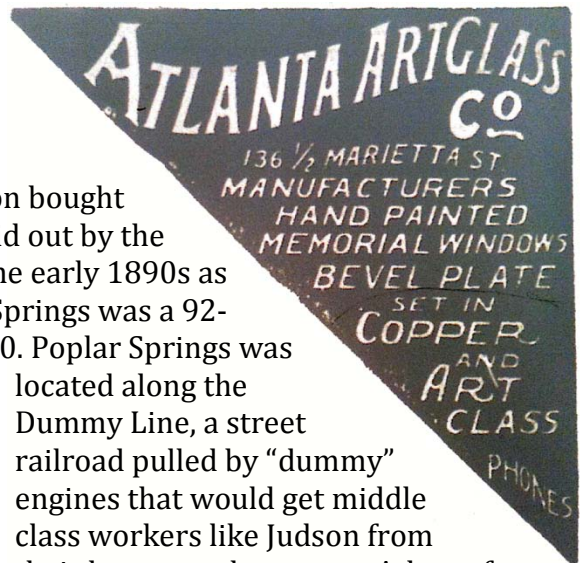 ATLANTA ARTGLASS
CO
136 1/2 MARIETTA ST.
MANUFACTURERS
HAND PAINTED
MEMORIAL WINDOWS
BEVEL PLATE
SET IN
COPPER
AND
ART
CLASS
PHONES
on bought
d out by the
he early 1890s as
Springs was a 92-
0. Poplar Springs was
located along the
Dummy Line, a street
railroad pulled by “dummy”
engines that would get middle
class workers like Judson from